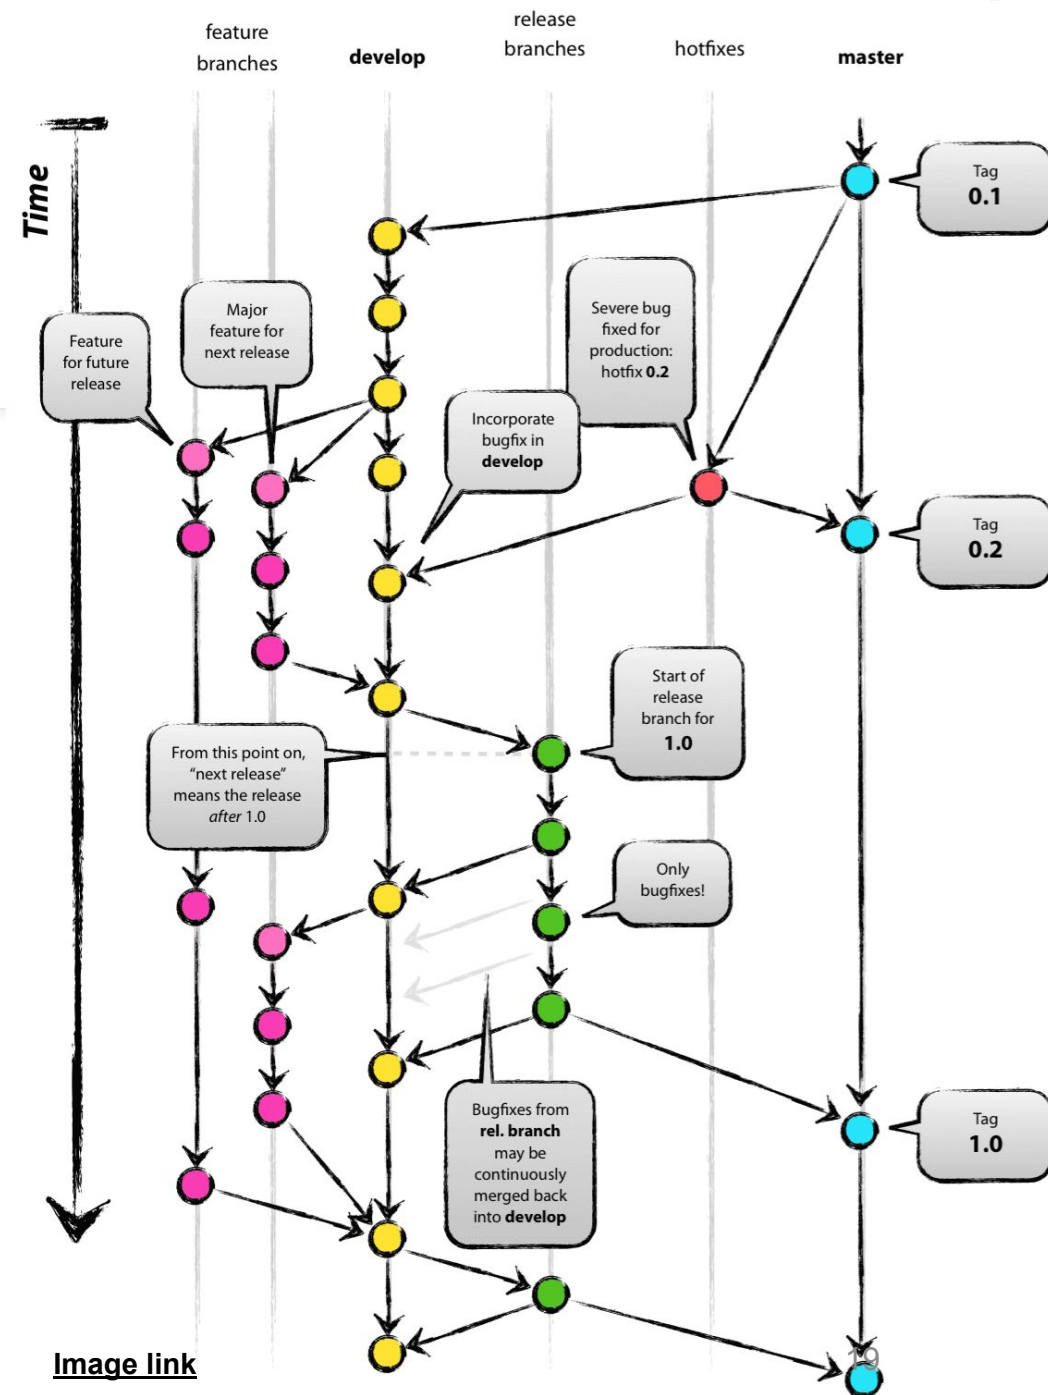 feature
branches
develop
release
branches
hotfixes
master
Time
Tag
0.1
Major
feature for
next release
Feature
for future
release
Severe bug
fixed for
production:
hotfix 0.2
Incorporate
bugfix in
develop
Tag
0.2
Start of
release
branch for
1.0
From this point on,
“next release”
means the release
after 1.0
Only
bugfixes!
Bugfixes from
rel. branch
may be
continuously
merged back
into develop
Tag
1.0
Image link
19